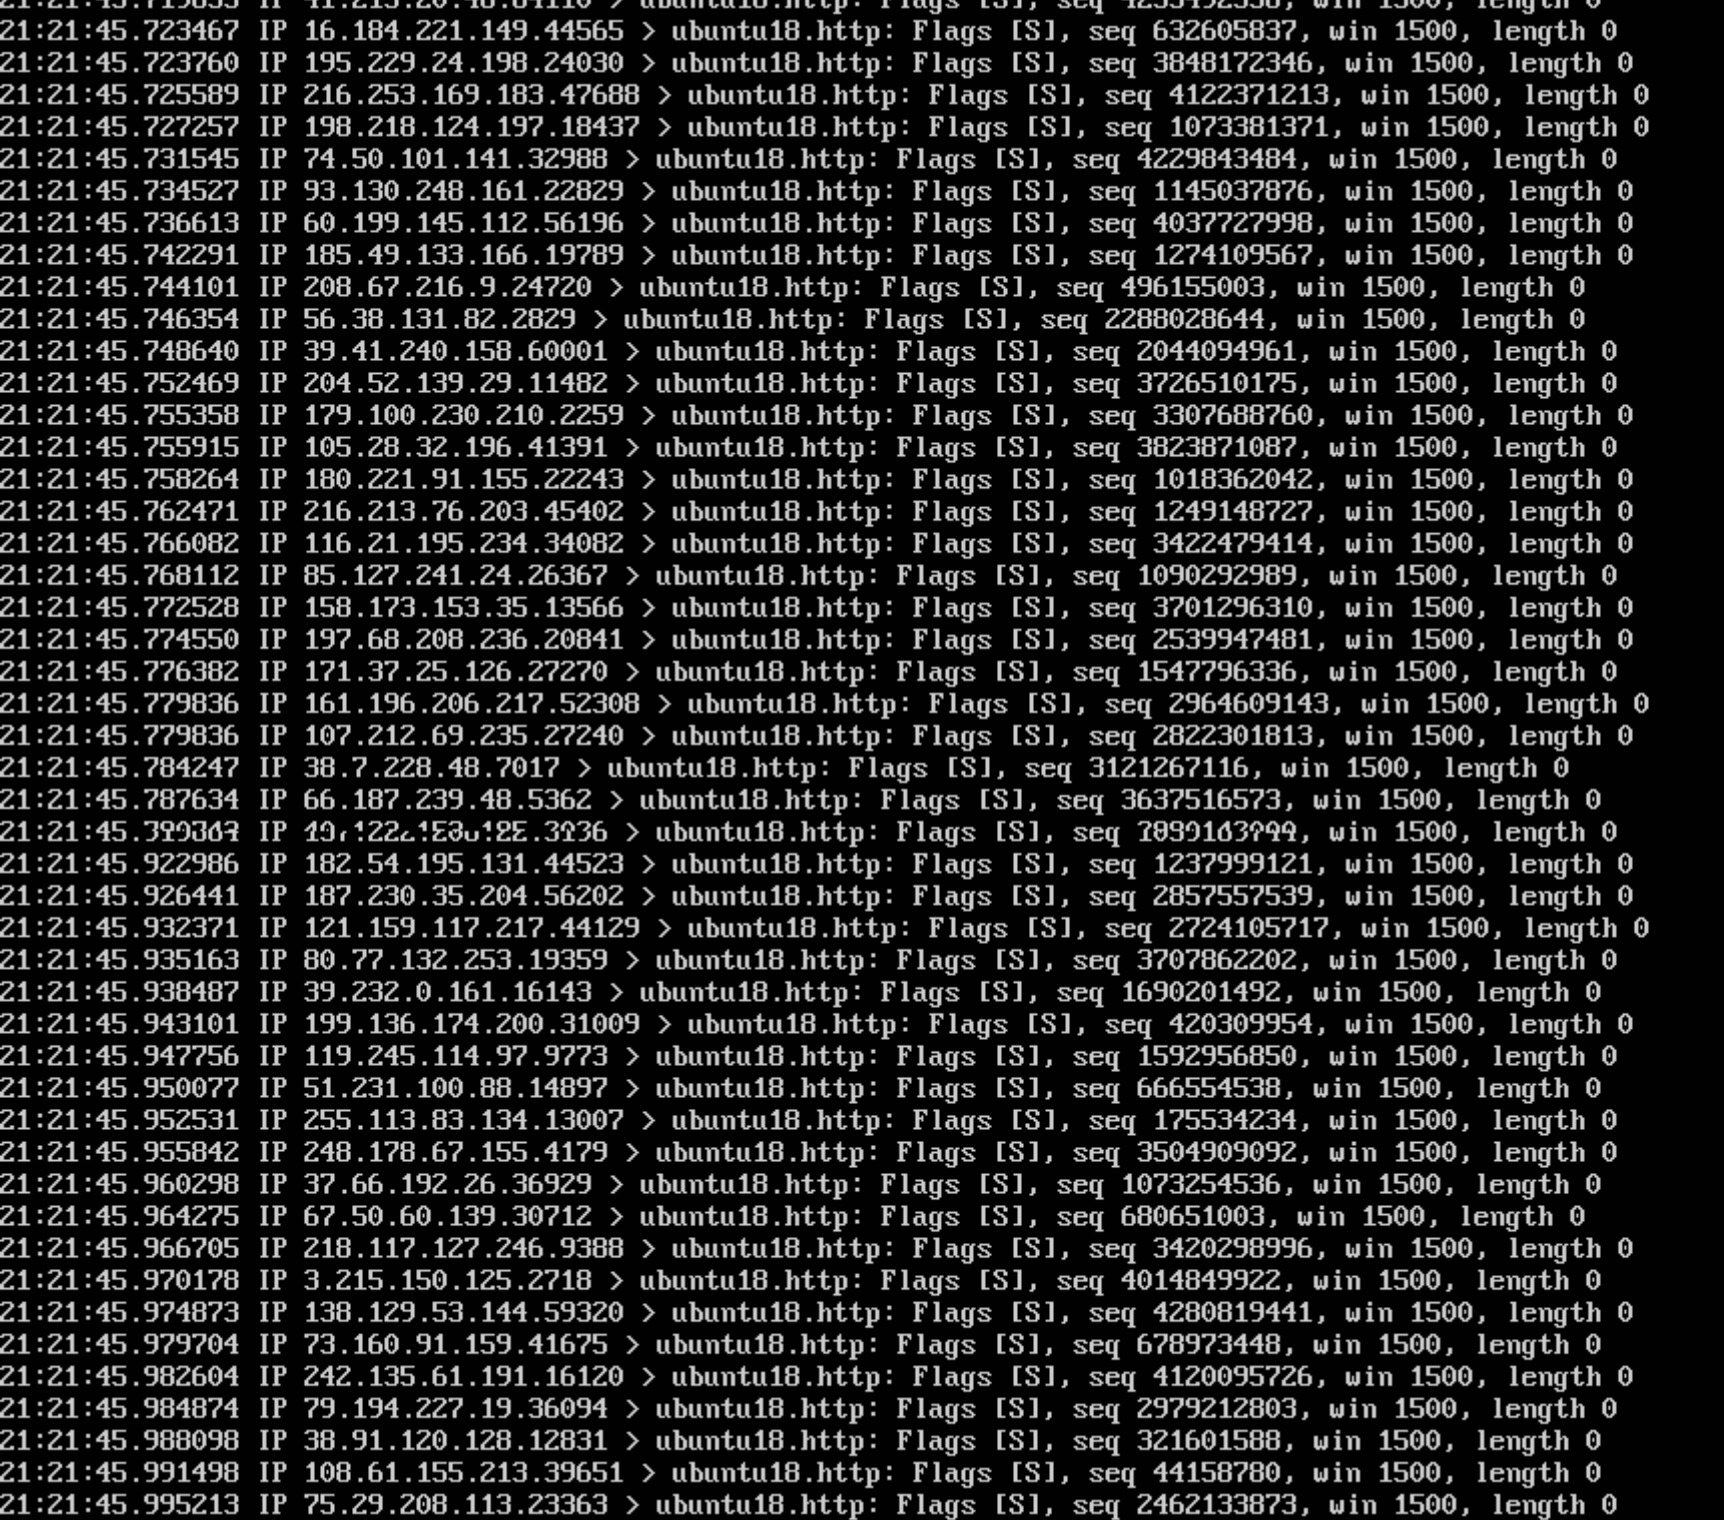 IP > ubuntu18.http: Flags [S], seq win 1500, length 0
21:21:45.723467 IP 16.184.221.149.44565 > ubuntu18.http: Flags [S], seq 632605837, win 1500, length 0
21:21:45.723760 IP 195.229.24.198.24030 > ubuntu18.http: Flags [S], seq 3848172346, win 1500, length 0
21:21:45.725589 IP 216.253.169.183.47688 > ubuntu18.http: Flags [S], seq 4122371213, win 1500, length 0
21:21:45.727257 IP 198.218.124.197.18437 > ubuntu18.http: Flags [S], seq 1073381371, win 1500, length 0
21:21:45.731545 IP 74.50.101.141.32988 > ubuntu18.http: Flags [S], seq 4229843484, win 1500, length 0
21:21:45.734527 IP 93.130.248.161.22829 > ubuntu18.http: Flags [S], seq 1145037876, win 1500, length 0
21:21:45.736613 IP 60.199.145.112.56196 > ubuntu18.http: Flags [S], seq 4037727998, win 1500, length 0
21:21:45.742291 IP 185.49.133.166.19789 > ubuntu18.http: Flags [S], seq 1274109567, win 1500, length 0
21:21:45.744101 IP 208.67.216.9.24720 > ubuntu18.http: Flags [S], seq 496155003, win 1500, length 0
21:21:45.746354 IP 56.38.131.82.2829 > ubuntu18.http: Flags [S], seq 2288028644, win 1500, length 0
21:21:45.748640 IP 39.41.240.158.60001 > ubuntu18.http: Flags [S], seq 2044094961, win 1500, length 0
21:21:45.752469 IP 204.52.139.29.11482 > ubuntu18.http: Flags [S], seq 3726510175, win 1500, length 0
21:21:45.755358 IP 179.100.230.210.2259 > ubuntu18.http: Flags [S], seq 3307688760, win 1500, length 0
21:21:45.755915 IP 105.28.32.196.41391 > ubuntu18.http: Flags [S], seq 3823871087, win 1500, length 0
21:21:45.758264 IP 180.221.91.155.22243 > ubuntu18.http: Flags [S], seq 1018362042, win 1500, length 0
21:21:45.762471 IP 216.213.76.203.45402 > ubuntu18.http: Flags [S], seq 1249148727, win 1500, length 0
21:21:45.766082 IP 116.21.195.234.34082 > ubuntu18.http: Flags [S], seq 3422479414, win 1500, length 0
21:21:45.768112 IP 85.127.241.24.26367 > ubuntu18.http: Flags [S], seq 1090292989, win 1500, length 0
21:21:45.772528 IP 158.173.153.35.13566 > ubuntu18.http: Flags [S], seq 3701296310, win 1500, length 0
21:21:45.774550 IP 197.68.208.236.20841 > ubuntu18.http: Flags [S], seq 2539947481, win 1500, length 0
21:21:45.776382 IP 171.37.25.126.27270 > ubuntu18.http: Flags [S], seq 1547796336, win 1500, length 0
21:21:45.779836 IP 161.196.206.217.52308 > ubuntu18.http: Flags [S], seq 2964609143, win 1500, length 0
21:21:45.779836 IP 107.212.69.235.27240 > ubuntu18.http: Flags [S], seq 2822301813, win 1500, length 0
21:21:45.784247 IP 38.7.228.48.7017 > ubuntu18.http: Flags [S], seq 3121267116, win 1500, length 0
21:21:45.787634 IP 66.187.239.48.5362 > ubuntu18.http: Flags [S], seq 3637516573, win 1500, length 0
IP > ubuntu18.http: Flags [S], seq win 1500, length 0
21:21:45.922986 IP 182.54.195.131.44523 > ubuntu18.http: Flags [S], seq 1237999121, win 1500, length 0
21:21:45.926441 IP 187.230.35.204.56202 > ubuntu18.http: Flags [S], seq 2857557539, win 1500, length 0
21:21:45.932371 IP 121.159.117.217.44129 > ubuntu18.http: Flags [S], seq 2724105717, win 1500, length 0
21:21:45.935163 IP 80.77.132.253.19359 > ubuntu18.http: Flags [S], seq 3707862202, win 1500, length 0
21:21:45.938487 IP 39.232.0.161.16143 > ubuntu18.http: Flags [S], seq 1690201492, win 1500, length 0
21:21:45.943101 IP 199.136.174.200.31009 > ubuntu18.http: Flags [S], seq 420309954, win 1500, length 0
21:21:45.947756 IP 119.245.114.97.9773 > ubuntu18.http: Flags [S], seq 1592956850, win 1500, length 0
21:21:45.950077 IP 51.231.100.88.14897 > ubuntu18.http: Flags [S], seq 666554538, win 1500, length 0
21:21:45.952531 IP 255.113.83.134.13007 > ubuntu18.http: Flags [S], seq 175534234, win 1500, length 0
21:21:45.955842 IP 248.178.67.155.4179 > ubuntu18.http: Flags [S], seq 3504909092, win 1500, length 0
21:21:45.960298 IP 37.66.192.26.36929 > ubuntu18.http: Flags [S], seq 1073254536, win 1500, length 0
21:21:45.964275 IP 67.50.60.139.30712 > ubuntu18.http: Flags [S], seq 680651003, win 1500, length 0
21:21:45.966705 IP 218.117.127.246.9388 > ubuntu18.http: Flags [S], seq 3420298996, win 1500, length 0
21:21:45.970178 IP 3.215.150.125.2718 > ubuntu18.http: Flags [S], seq 4014849922, win 1500, length 0
21:21:45.974873 IP 138.129.53.144.59320 > ubuntu18.http: Flags [S], seq 4280819441, win 1500, length 0
21:21:45.979704 IP 73.160.91.159.41675 > ubuntu18.http: Flags [S], seq 678973448, win 1500, length 0
21:21:45.982604 IP 242.135.61.191.16120 > ubuntu18.http: Flags [S], seq 4120095726, win 1500, length 0
21:21:45.984874 IP 79.194.227.19.36094 > ubuntu18.http: Flags [S], seq 2979212803, win 1500, length 0
21:21:45.988098 IP 38.91.120.128.12831 > ubuntu18.http: Flags [S], seq 321601588, win 1500, length 0
21:21:45.991498 IP 108.61.155.213.39651 > ubuntu18.http: Flags [S], seq 44158780, win 1500, length 0
21:21:45.995213 IP 75.29.208.113.23363 > ubuntu18.http: Flags [S], seq 2462133873, win 1500, length 0